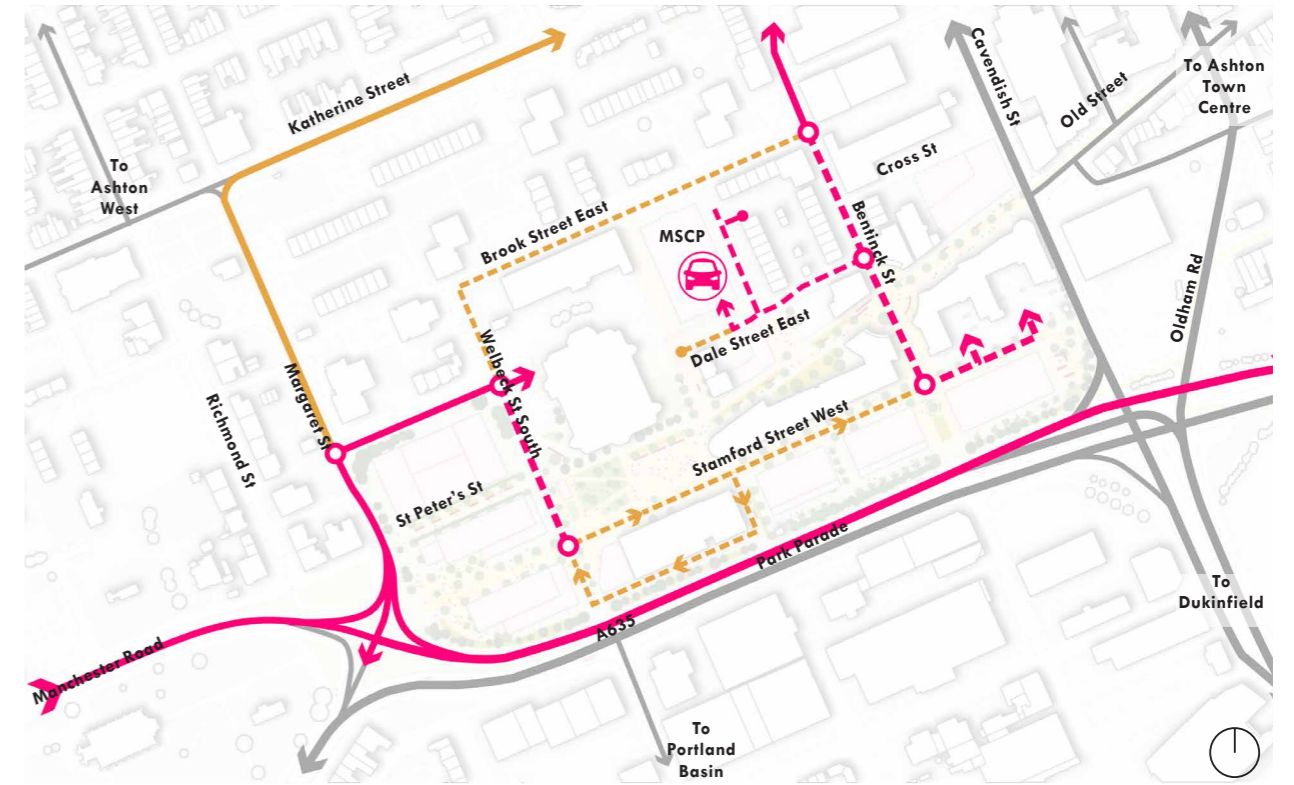 Cavendish St
Old Street
To Ashton
Town
Centre
Katherine Street
To
Ashton
West
Cross St
Brook Street East
MSCP
Bentinck St
Oldham Rd
Dale Street East
Welbeck St South
Margaret St
Richmond St
Stamford Street West
St Peter's St
Park Parade
To
Dukinfield
A635
Manchester Road
To
Portland
Basin